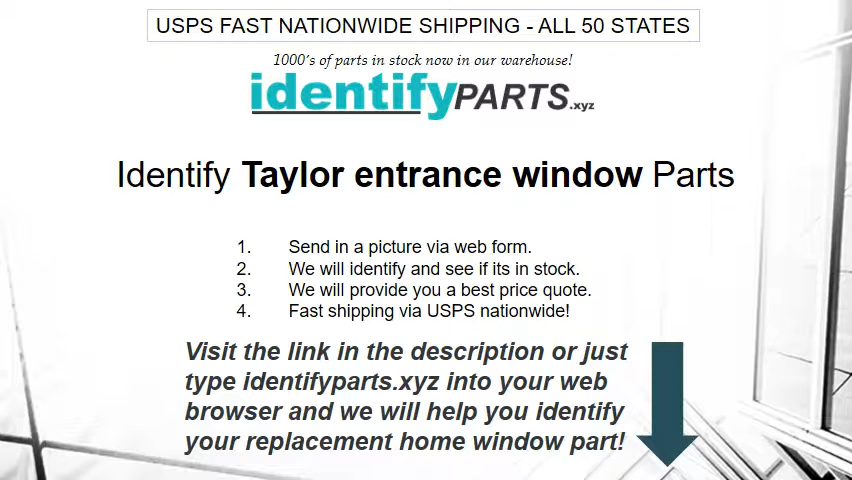 USPS FAST NATIONWIDE SHIPPING - ALL 50 STATES
1000's of parts in stock now in our warehouse!
identifyPARTS.xyz
Identify Taylor entrance window Parts
1. Send in a picture via web form.
2. We will identify and see if its in stock.
3. We will provide you a best price quote.
4. Fast shipping via USPS nationwide!
Visit the link in the description or just
type identifyparts.xyz into your web
browser and we will help you identify
your replacement home window part!